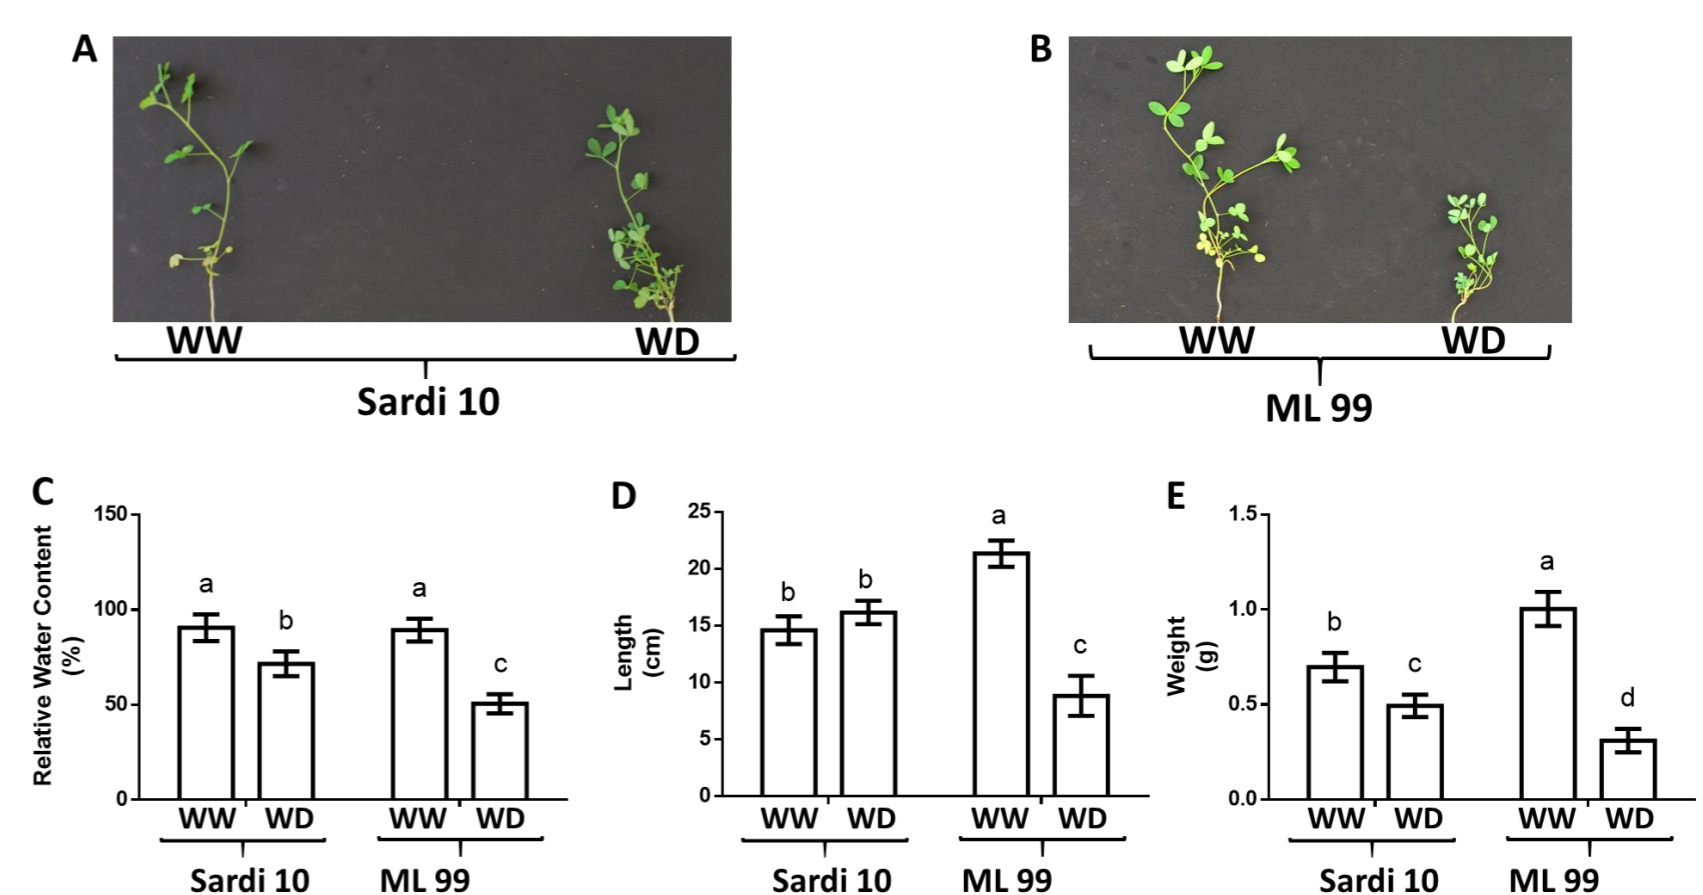 A
B
WW
WD
WW
WD
Sardi 10
ML 99
C
Relative Water Content
(%)
150
100
50
0
a
b
a
c
WW
WD
WW
WD
Sardi 10
ML 99
D
Length
(cm)
25
20
15
10
5
0
b
b
a
c
WW
WD
WW
WD
Sardi 10
ML 99
E
Weight
(g)
1.5
1.0
0.5
0.0
b
c
a
d
WW
WD
WW
WD
Sardi 10
ML 99